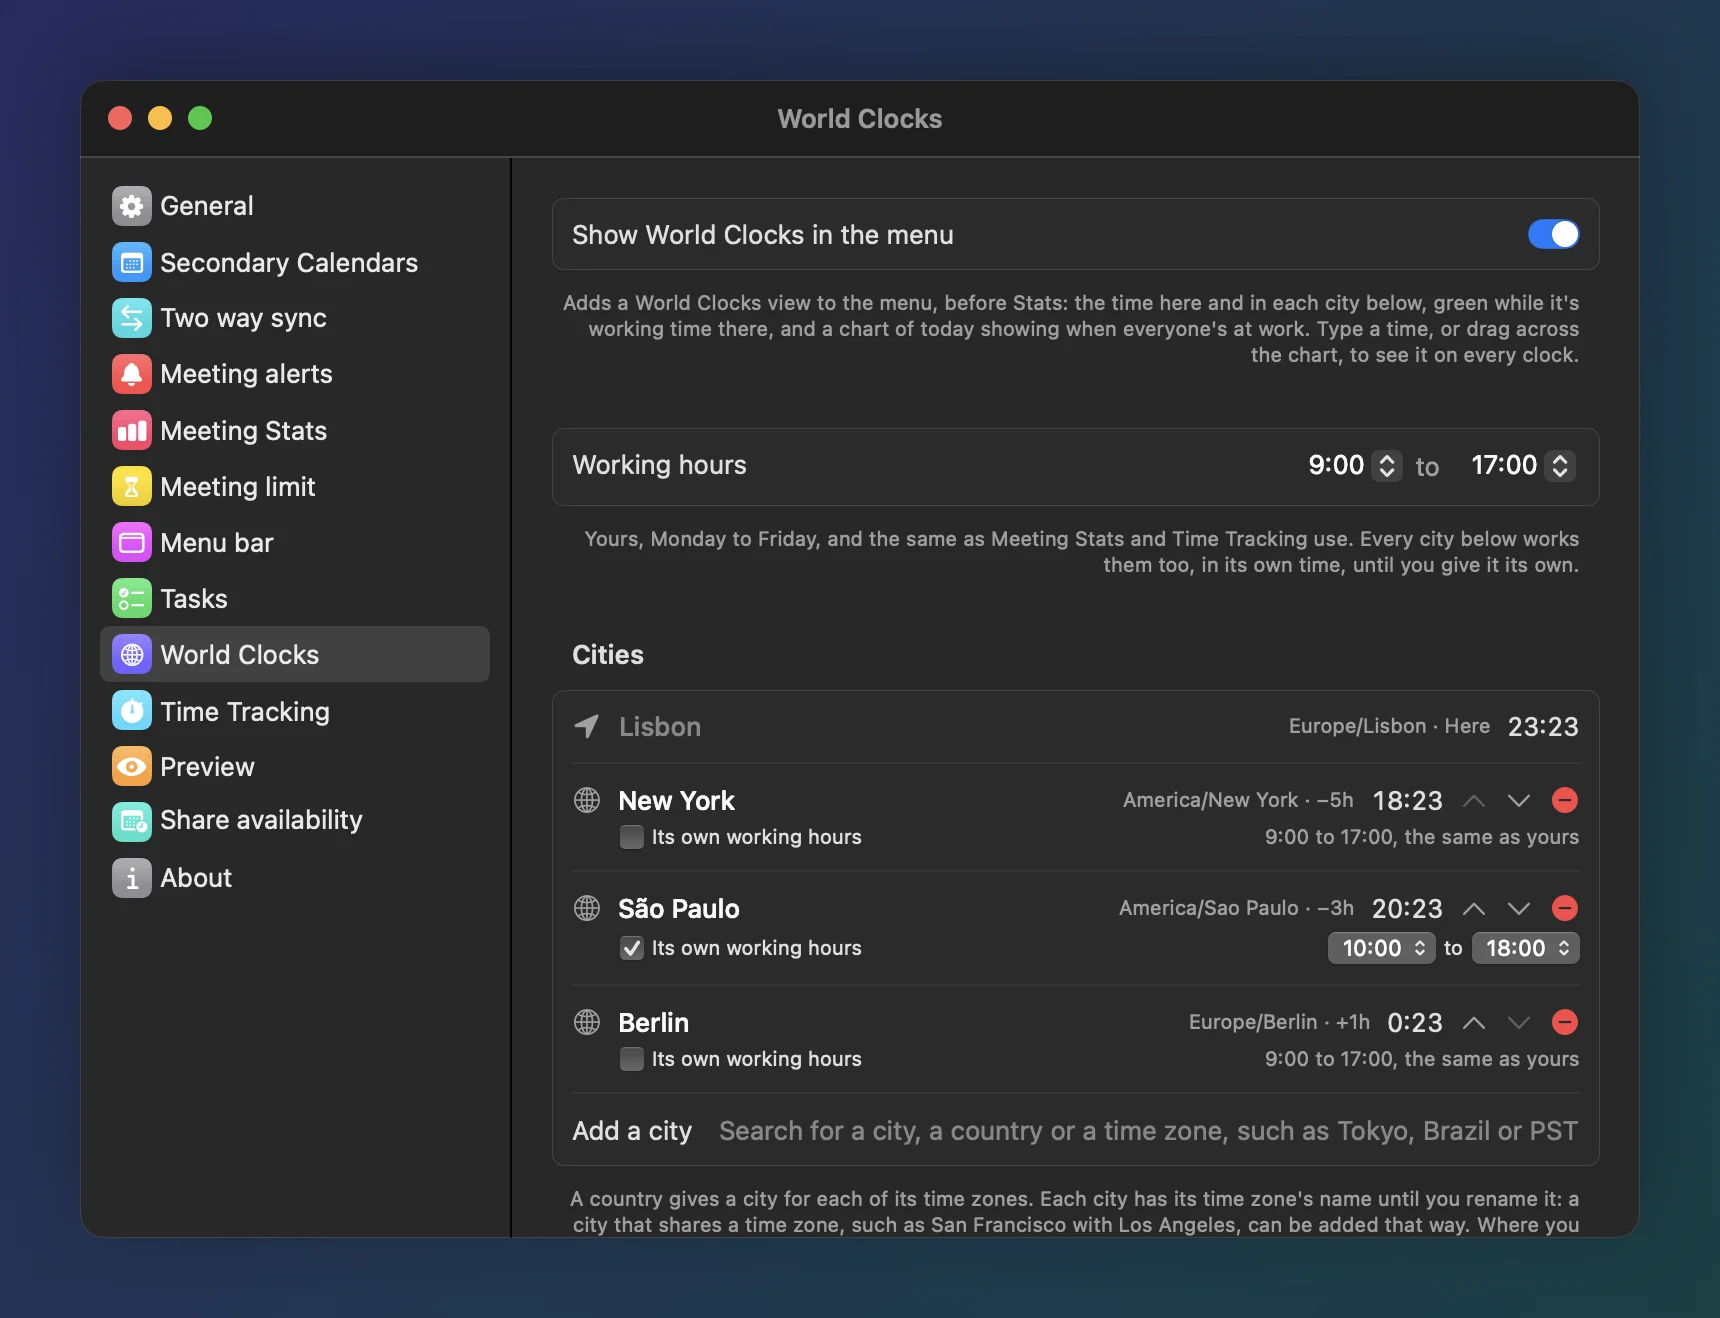 World Clocks
General
Secondary Calendars
Two way sync
Meeting alerts
Meeting Stats
Meeting limit
Menu bar
Tasks
World Clocks
Time Tracking
Preview
Share availability
About
Show World Clocks in the menu
Adds a World Clocks view to the menu, before Stats: the time here and in each city below, green while it's
working time there, and a chart of today showing when everyone's at work. Type a time, or drag across
the chart, to see it on every clock.
Working hours 9:00 to 17:00
Yours, Monday to Friday, and the same as Meeting Stats and Time Tracking use. Every city below works
them too, in its own time, until you give it its own.
Cities
Lisbon Europe/Lisbon · Here 23:23
New York America/New York · −5h 18:23
Its own working hours 9:00 to 17:00, the same as yours
São Paulo America/Sao Paulo · −3h 20:23
Its own working hours 10:00 to 18:00
Berlin Europe/Berlin · +1h 0:23
Its own working hours 9:00 to 17:00, the same as yours
Add a city Search for a city, a country or a time zone, such as Tokyo, Brazil or PST
A country gives a city for each of its time zones. Each city has its time zone's name until you rename it: a
city that shares a time zone, such as San Francisco with Los Angeles, can be added that way. Where you